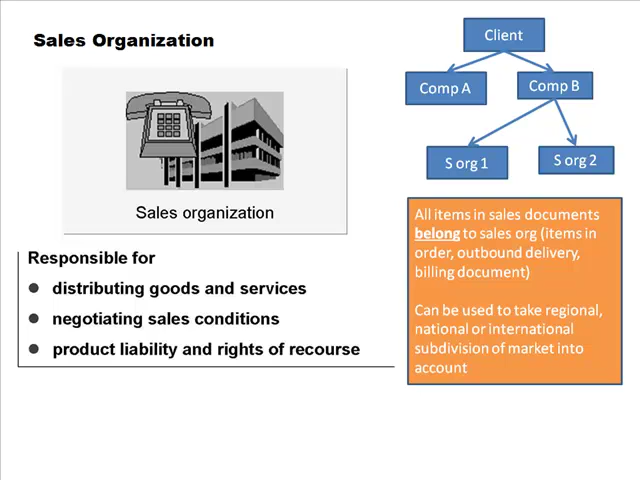 Sales Organization
Sales organization
Responsible for
● distributing goods and services
● negotiating sales conditions
● product liability and rights of recourse
Client
Comp A
Comp B
S org 1
S org 2
All items in sales documents
belong to sales org (items in
order, outbound delivery,
billing document)
Can be used to take regional,
national or international
subdivision of market into
account